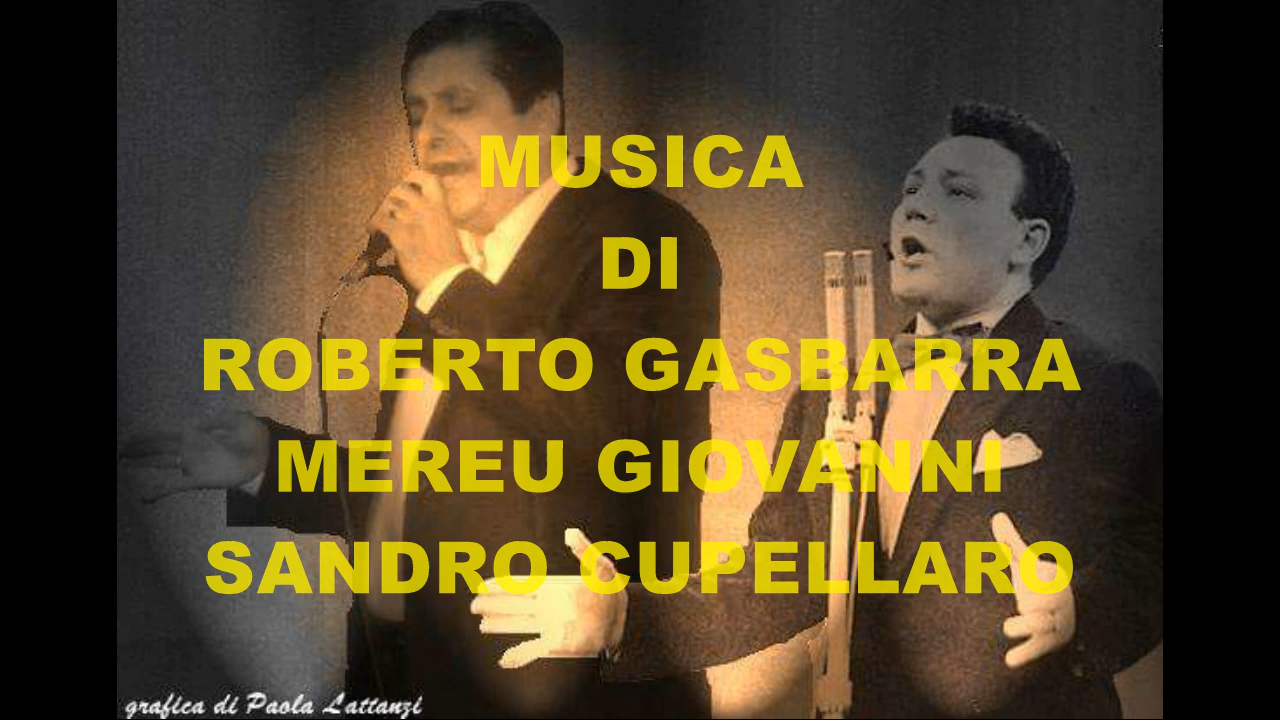 MUSICA
DI
ROBERTO GASBARRA
MEREU GIOVANNI
SANDRO CUPELLARO
grafica di Paola Lattanzi